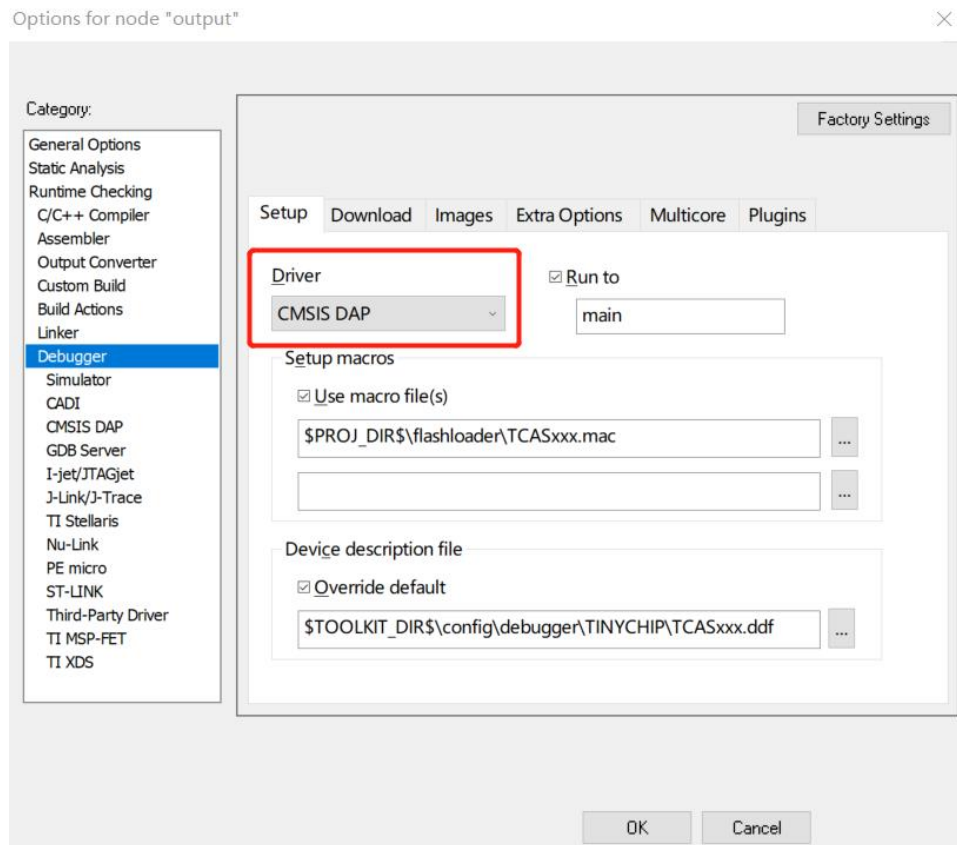 Options for node "output"
Category:
Factory Settings
General Options
Static Analysis
Runtime Checking
C/C++ Compiler
Assembler
Output Converter
Custom Build
Build Actions
Linker
Debugger
Simulator
CADI
CMSIS DAP
GDB Server
I-jet/JTAGjet
J-Link/J-Trace
TI Stellaris
Nu-Link
PE micro
ST-LINK
Third-Party Driver
TI MSP-FET
TI XDS
Setup Download Images Extra Options Multicore Plugins
Driver
CMSIS DAP
Run to
main
Setup macros
Use macro file(s)
$PROJ_DIR$\flashloader\TCASxxx.mac
...
...
Device description file
Override default
$TOOLKIT_DIR$\config\debugger\TINYCHIP\TCASxxx.ddf
...
OK Cancel